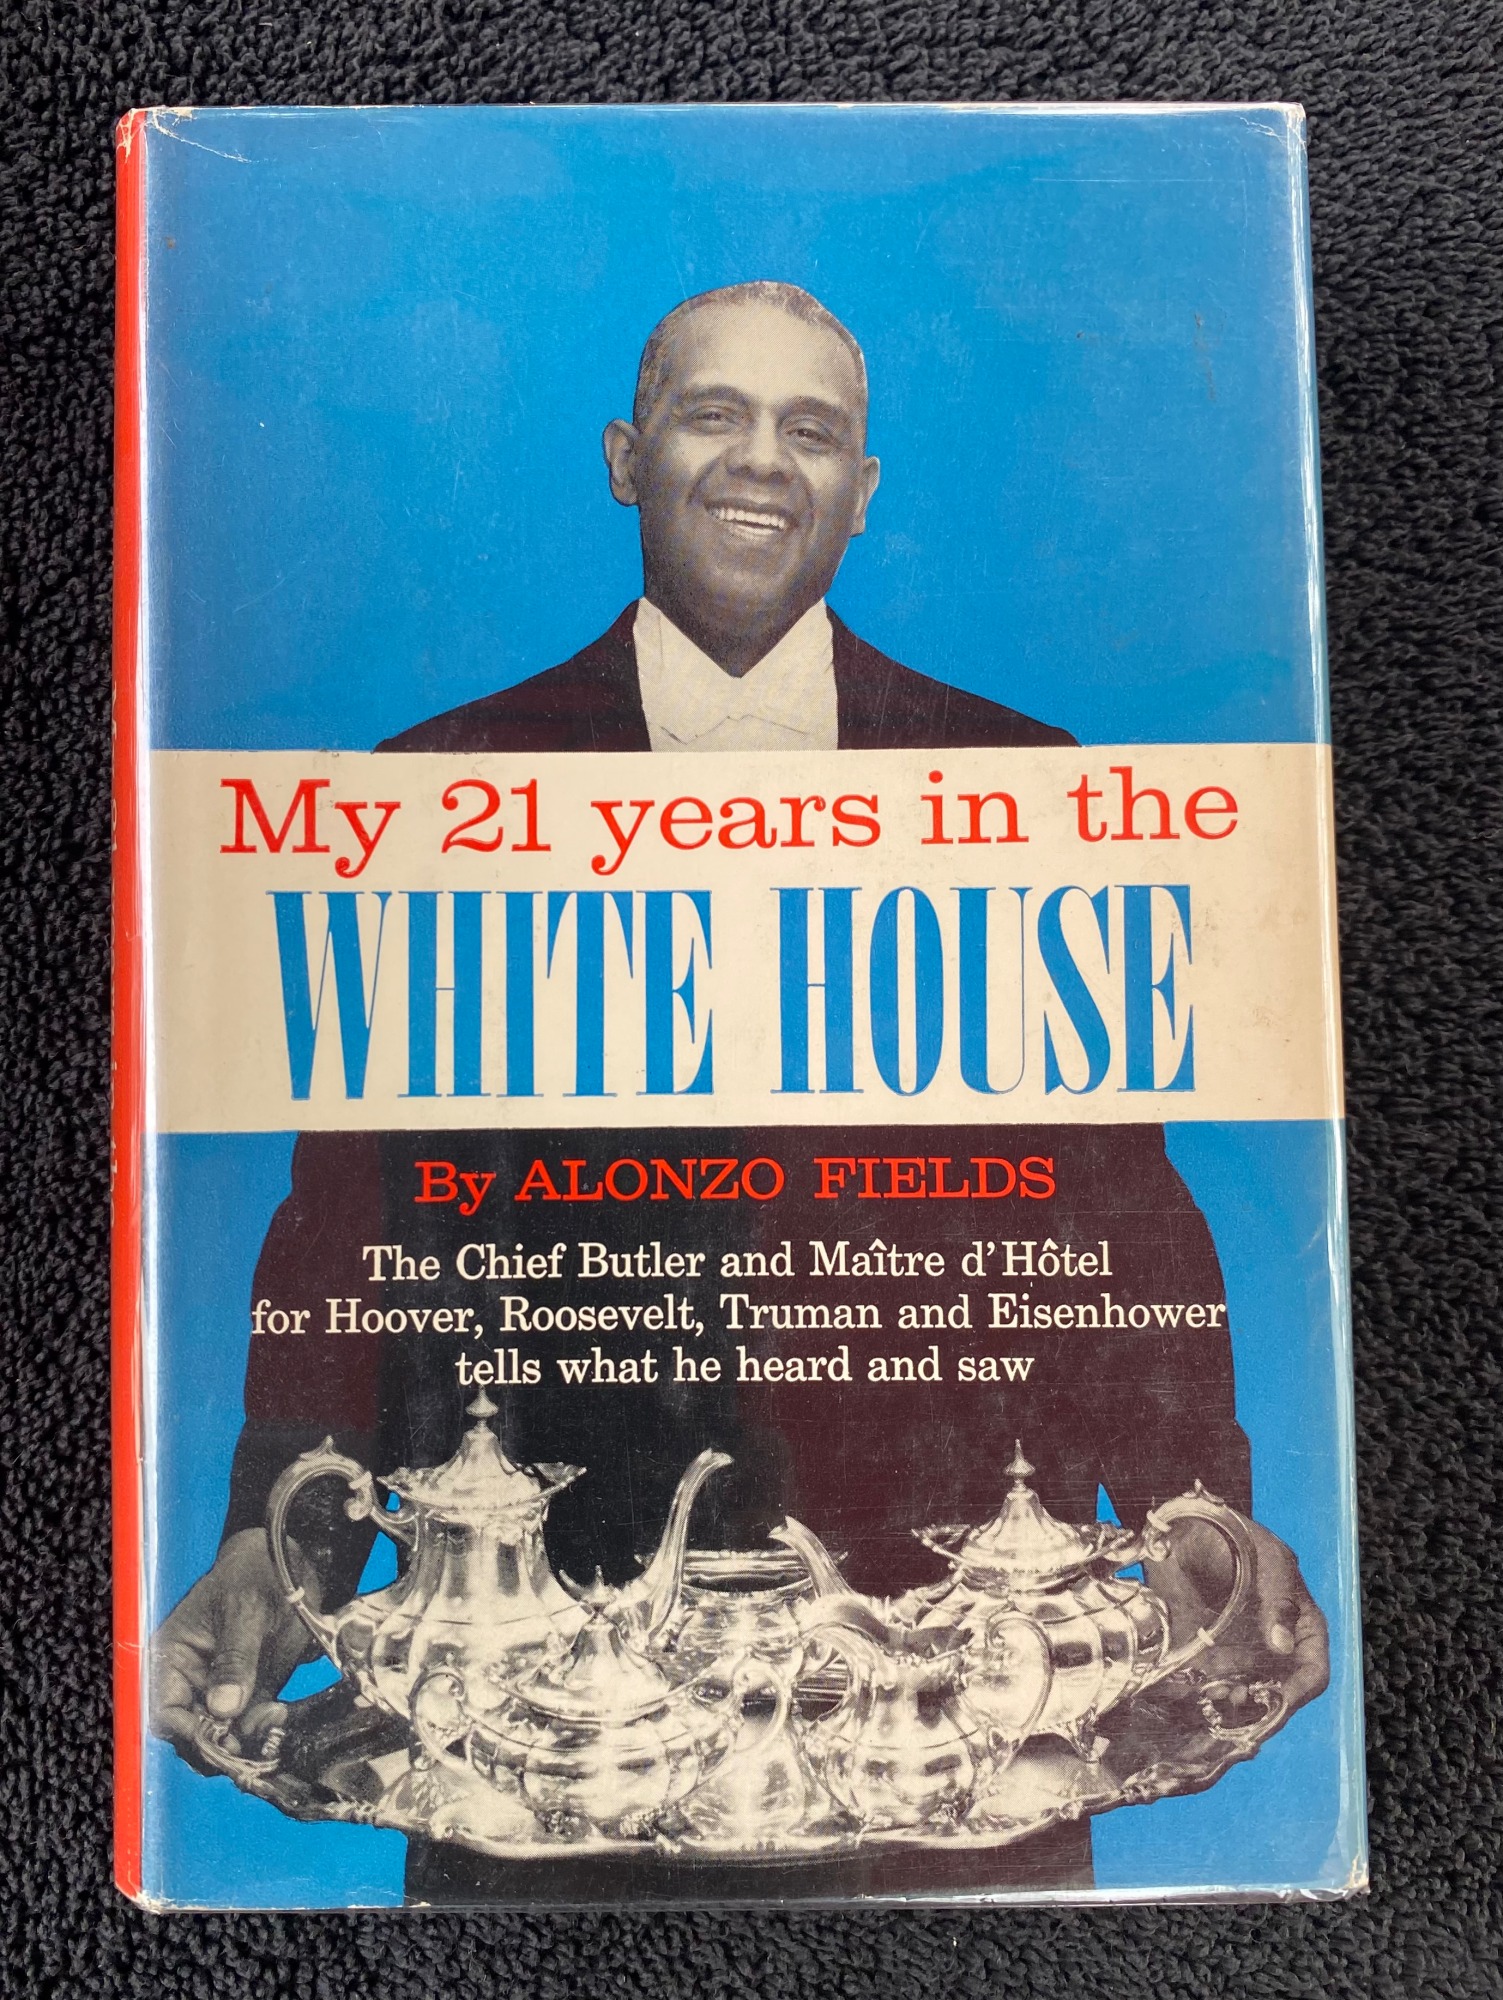 My 21 years in the
WHITE HOUSE
By ALONZO FIELDS
The Chief Butler and Maître d'Hôtel
for Hoover, Roosevelt, Truman and Eisenhower
tells what he heard and saw